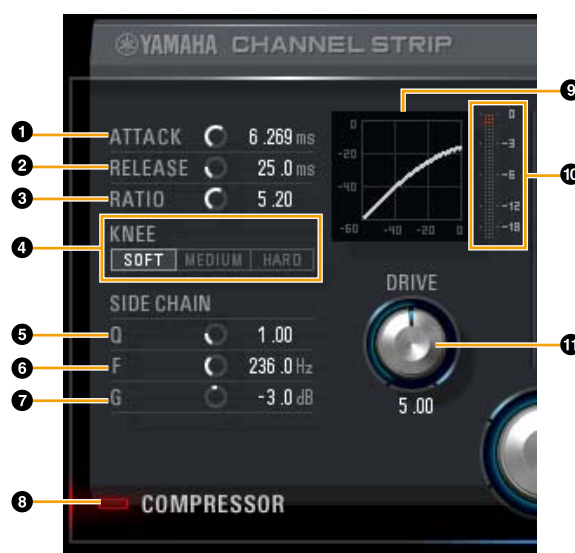 YAMAHA CHANNEL STRIP
9
0
0
1 ATTACK 6.269 ms
-3
2 RELEASE 25.0 ms
-20
-6 10
3 RATIO 5.20
-40
-12
4 KNEE
-60 -40 -20 0
-18
SOFT MEDIUM HARD
DRIVE
SIDE CHAIN
5 Q 1.00
11
6 F 236.0 Hz
7 G -3.0 dB
5.00
8 COMPRESSOR